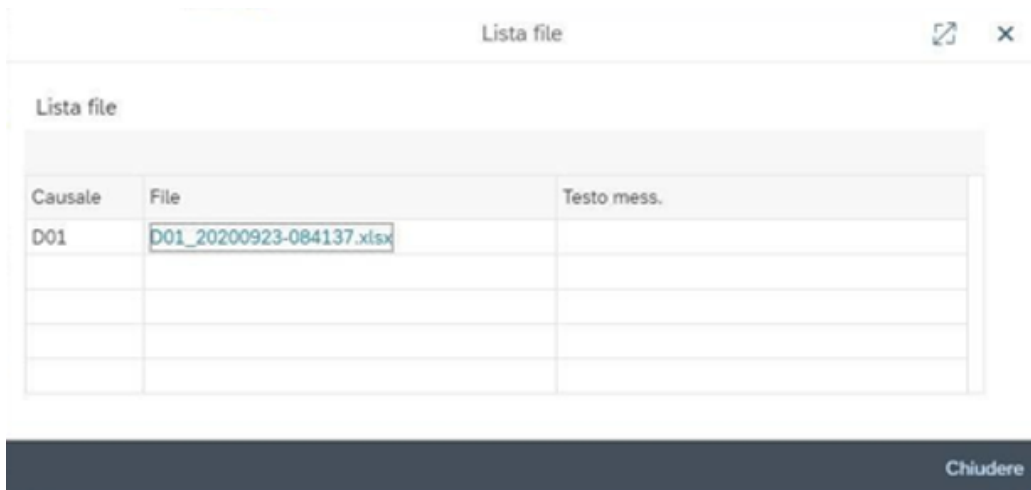 Lista file
Lista file
Causale File Testo mess.
D01 D01_20200923-084137.xlsx
Chiudere